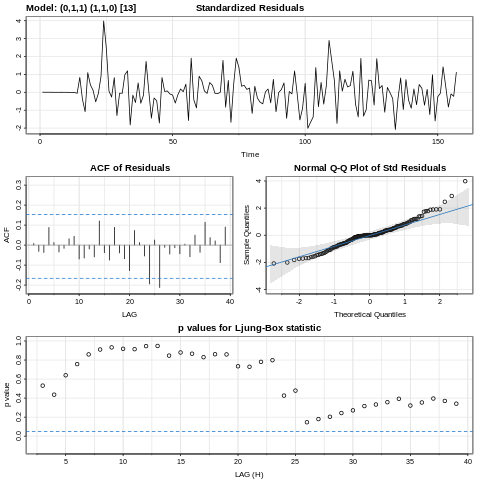 Model: (0,1,1) (1,1,0) [13] Standardized Residuals
4
3
2
1
0
-1
-2
0 50 100 150
Time
ACF of Residuals
ACF
0.3
0.2
0.1
0.0
-0.1
-0.2
0 10 20 30 40
LAG
Normal Q-Q Plot of Std Residuals
Sample Quantiles
4
2
0
-2
-4
-2 -1 0 1 2
Theoretical Quantiles
p values for Ljung-Box statistic
p value
1.0
0.8
0.6
0.4
0.2
0.0
5 10 15 20 25 30 35 40
LAG (H)